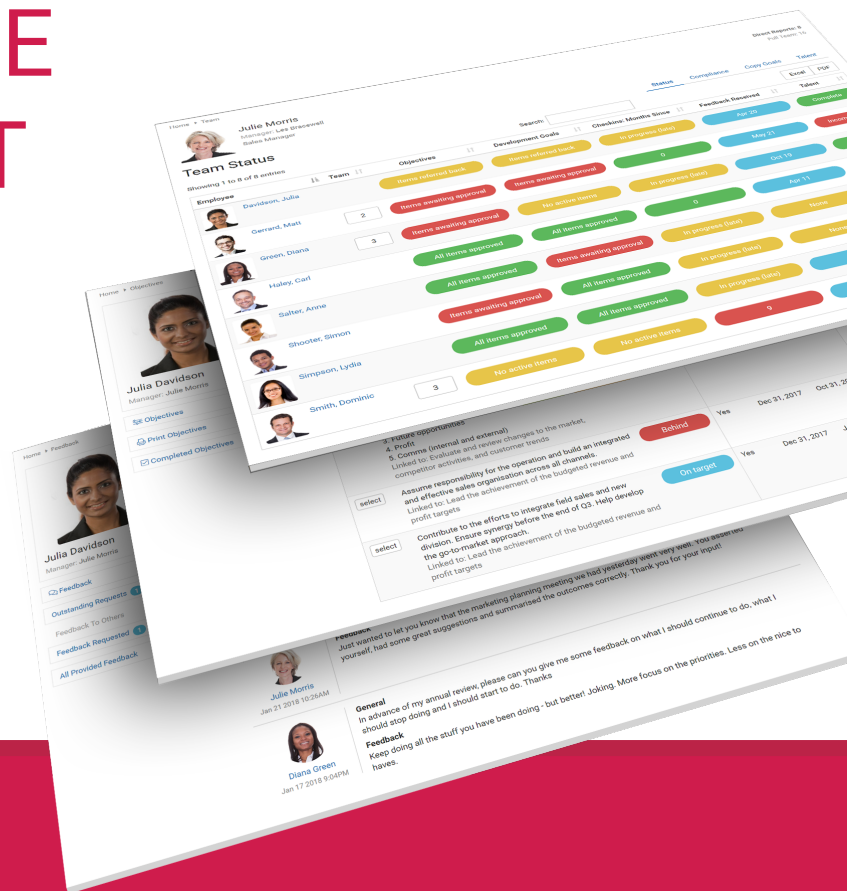 E
T
Direct Reports: 8
Full Team: 16
Home › Team
Julie Morris
Manager: Les Bracewell
Sales Manager
Status Compliance Copy Goals Talent
Team Status
Search:
Excel PDF
Showing 1 to 8 of 8 entries
Employee Team Objectives Development Goals Checkins: Months Since Feedback Received Talent
Davidson, Julia Items referred back Items referred back In progress (late) Apr 20 Complete
Gerrard, Matt 2 Items awaiting approval Items awaiting approval 0 May 21
Green, Diana 3 Items awaiting approval No active items In progress (late) Oct 19
Haley, Carl All items approved All items approved 0 Apr 11
Salter, Anne All items approved Items awaiting approval In progress (late) None
Shooter, Simon Items awaiting approval All items approved In progress (late) None
Simpson, Lydia All items approved All items approved In progress (late)
Smith, Dominic 3 No active items No active items 9
Home › Objectives
Julia Davidson
Manager: Julie Morris
Objectives
Print Objectives
Completed Objectives
3. Future opportunities
4. Profit
5. Comms (internal and external)
Linked to: Evaluate and review changes to the market,
competitor activities, and customer trends
select
Assume responsibility for the operation and build an integrated
and effective sales organisation across all channels.
Linked to: Lead the achievement of the budgeted revenue and
profit targets
Behind Yes Dec 31, 2017 Oct 31, 20
select
Contribute to the efforts to integrate field sales and new
division. Ensure synergy before the end of Q3. Help develop
the go-to-market approach.
Linked to: Lead the achievement of the budgeted revenue and
profit targets
On target Yes Dec 31, 2017 J
Home › Feedback
Julia Davidson
Manager: Julie Morris
Feedback
Outstanding Requests
Feedback To Others
Feedback Requested
All Provided Feedback
Feedback
Just wanted to let you know that the marketing planning meeting we had yesterday went very well. You asserted
yourself, had some great suggestions and summarised the outcomes correctly. Thank you for your input!
Julie Morris
Jan 21 2018 10:26AM
General
In advance of my annual review, please can you give me some feedback on what I should continue to do, what I
should stop doing and I should start to do. Thanks
Feedback
Keep doing all the stuff you have been doing - but better! Joking. More focus on the priorities. Less on the nice to
haves.
Diana Green
Jan 17 2018 9:04PM